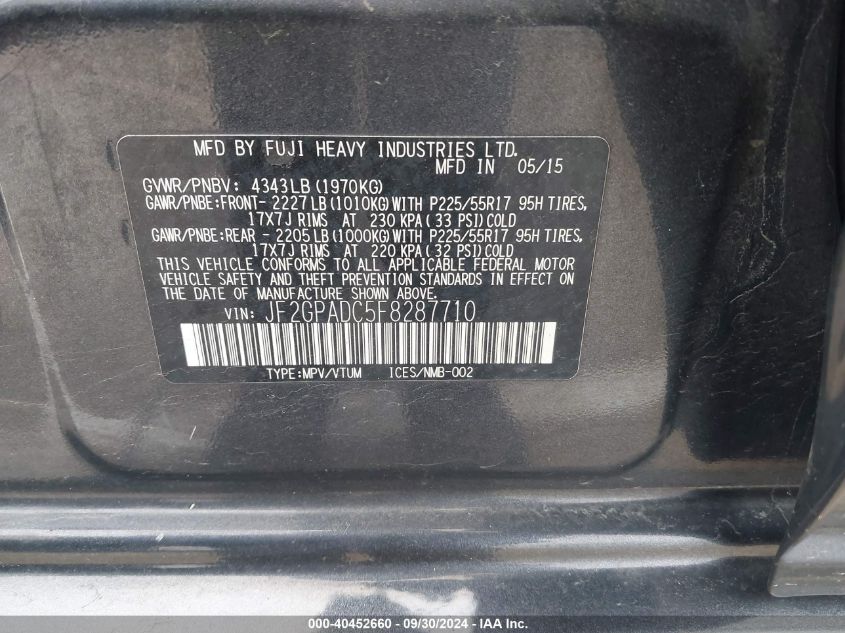 MFD BY FUJI HEAVY INDUSTRIES LTD.
MFD IN 05/15
GVWR/PNBV: 4343LB (1970KG)
GAWR/PNBE:FRONT- 2227LB (1010KG)WITH P225/55R17 95H TIRES,
17X7J RIMS AT 230 KPA (33 PSI)COLD
GAWR/PNBE:REAR - 2205LB (1000KG)WITH P225/55R17 95H TIRES,
17X7J RIMS AT 220 KPA (32 PSI)COLD
THIS VEHICLE CONFORMS TO ALL APPLICABLE FEDERAL MOTOR
VEHICLE SAFETY AND THEFT PREVENTION STANDARDS IN EFFECT ON
THE DATE OF MANUFACTURE SHOWN ABOVE.
VIN: JF2GPADC5F8287710
TYPE:MPV/VTUM ICES/NMB-002
000-40452660 - 09/30/2024 - IAA Inc.